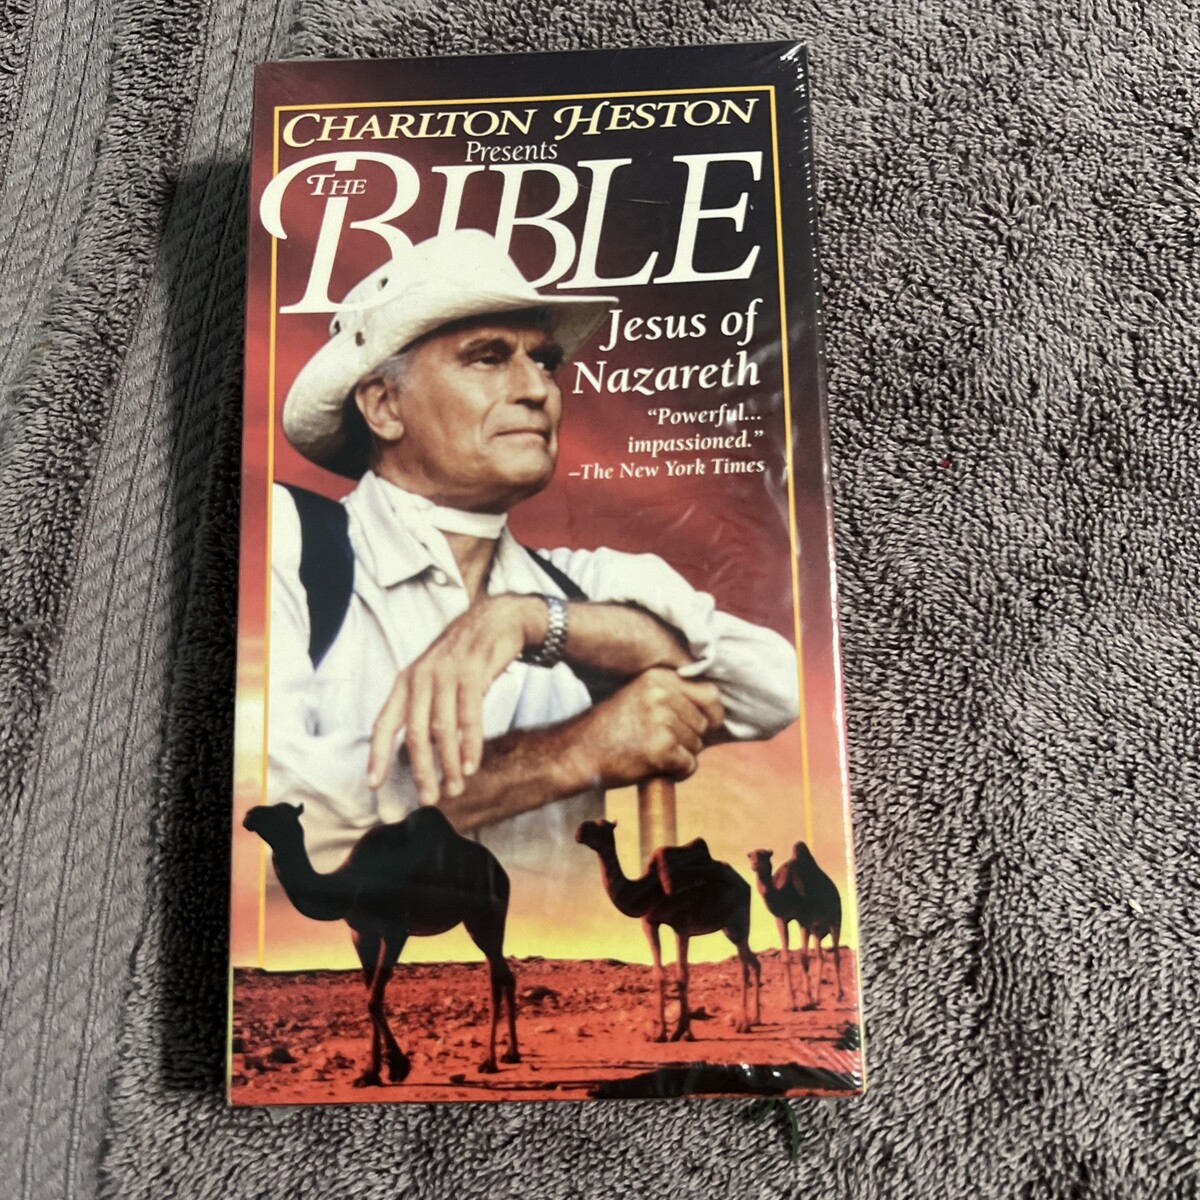 CHARLTON HESTON
Presents
THE
BIBLE
Jesus of
Nazareth
“Powerful...
impassioned.”
–The New York Times